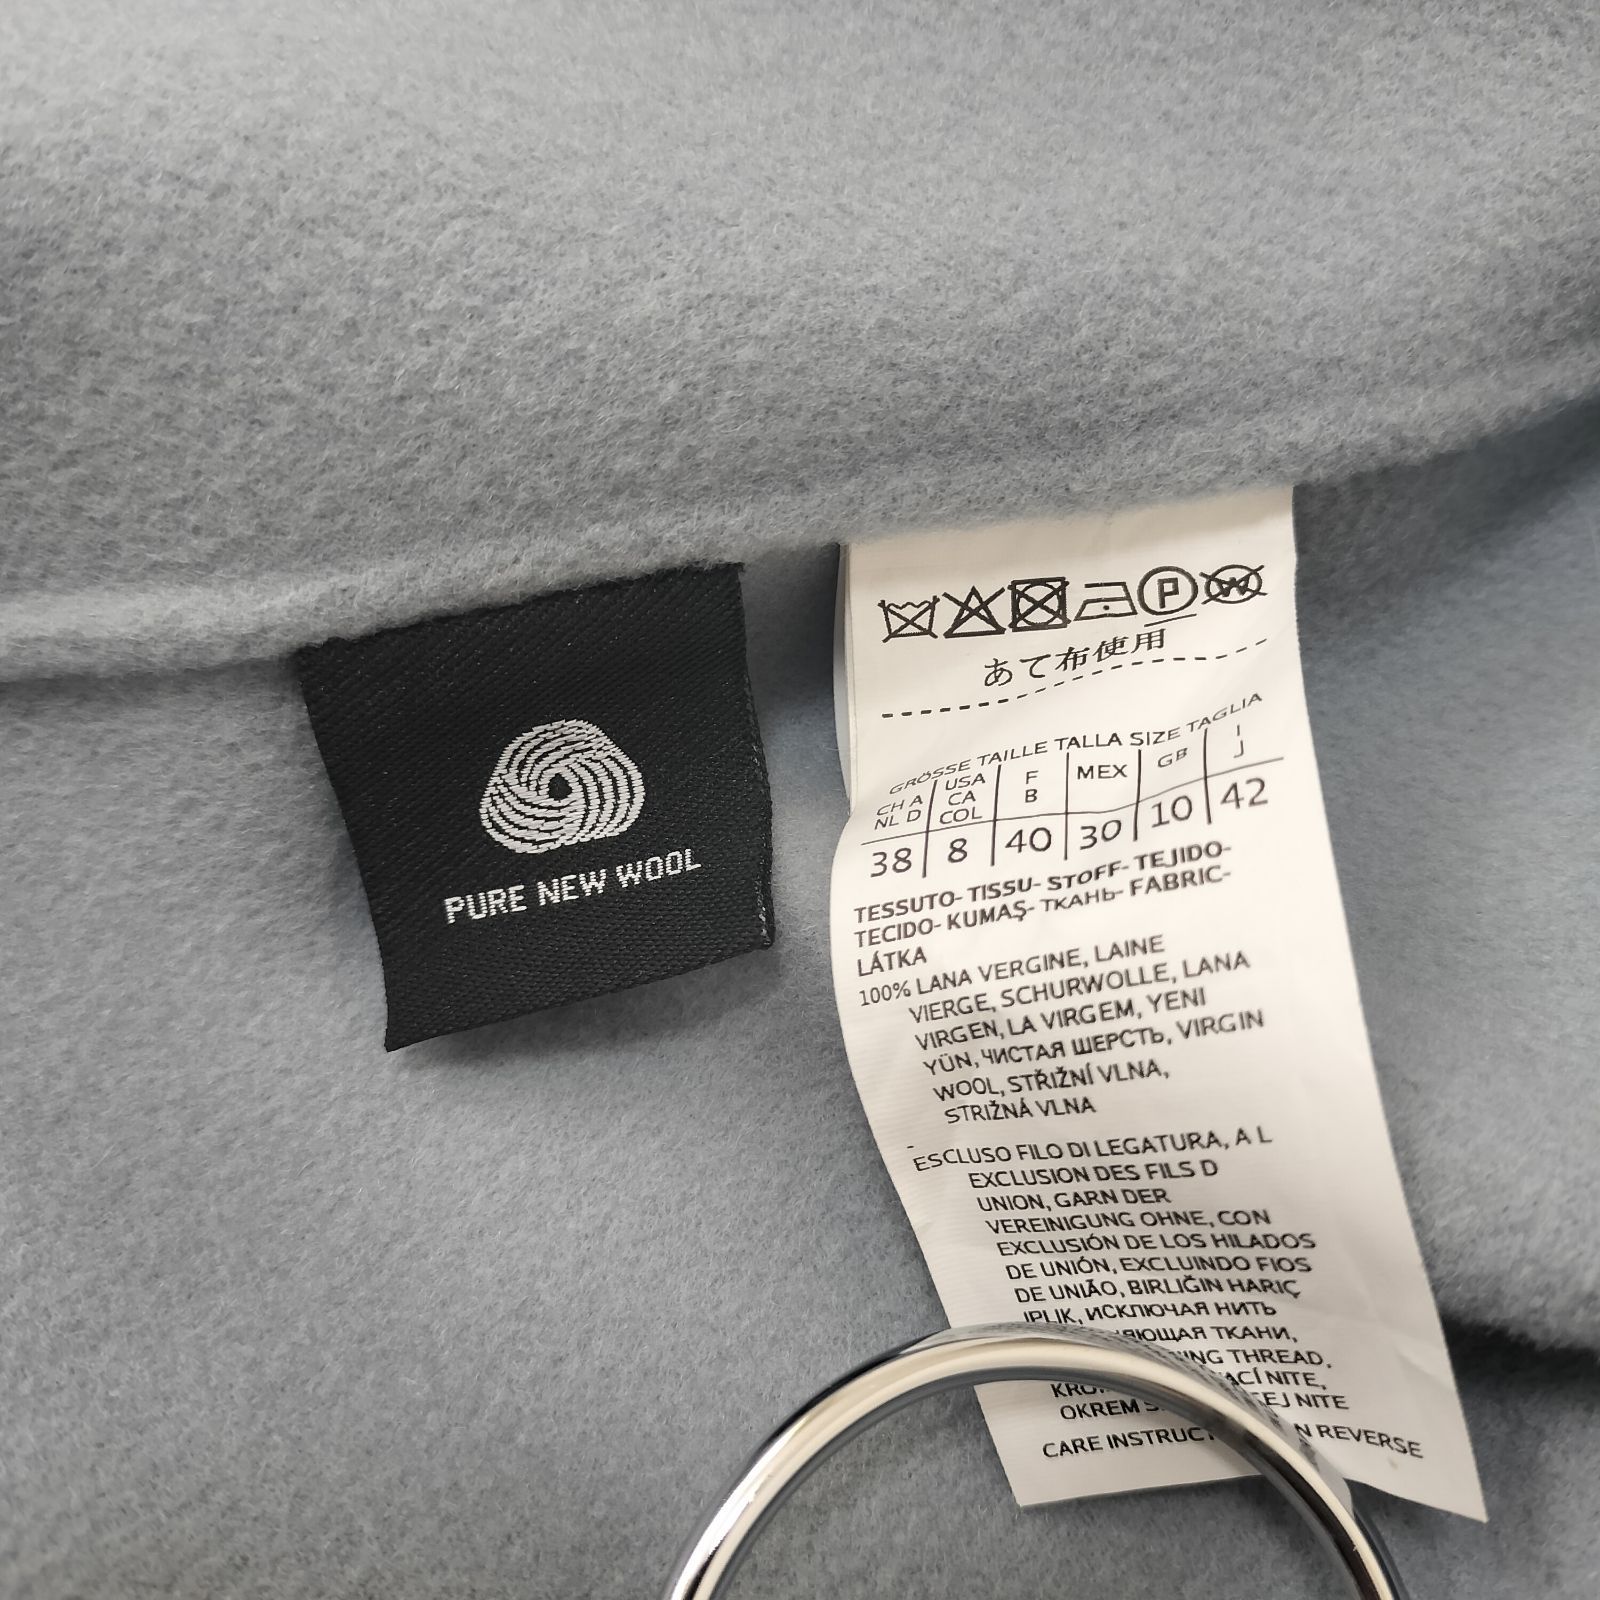 PURE NEW WOOL
P W
あて布使用
GRÖSSE TAILLE TALLA SIZE TAGLIA
CH A USA F MEX GB I
NL D CA B J
COL
38 8 40 30 10 42
TESSUTO- TISSU- STOFF- TEJIDO-
TECIDO- KUMAŞ- ТКАНЬ- FABRIC-
LÁTKA
100% LANA VERGINE, LAINE
VIERGE, SCHURWOLLE, LANA
VIRGEN, LA VIRGEM, YENI
YÜN, ЧИСТАЯ ШЕРСТЬ, VIRGIN
WOOL, STŘIŽNÍ VLNA,
STRIŽNÁ VLNA
-
ESCLUSO FILO DI LEGATURA, A L
EXCLUSION DES FILS D
UNION, GARN DER
VEREINIGUNG OHNE, CON
EXCLUSIÓN DE LOS HILADOS
DE UNIÓN, EXCLUINDO FIOS
DE UNIÃO, BIRLIĞIN HARIÇ
IPLIK, ИСКЛЮЧАЯ НИТЬ
ТКАНИ,
THREAD,
NITE,
OKREM NITE
CARE REVERSE